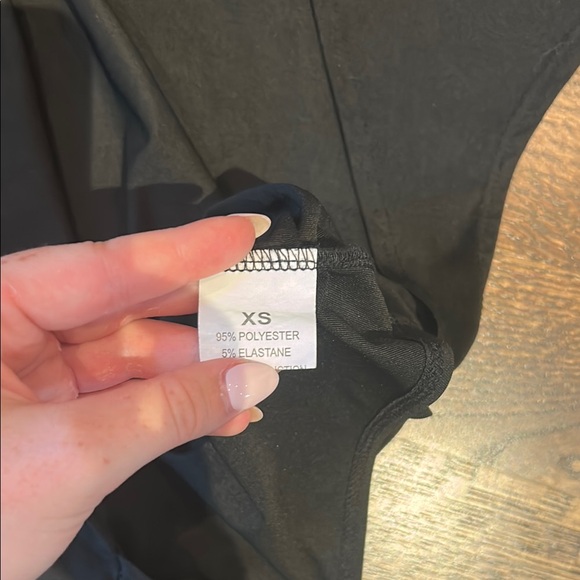 XS
95% POLYESTER
5% ELASTANE